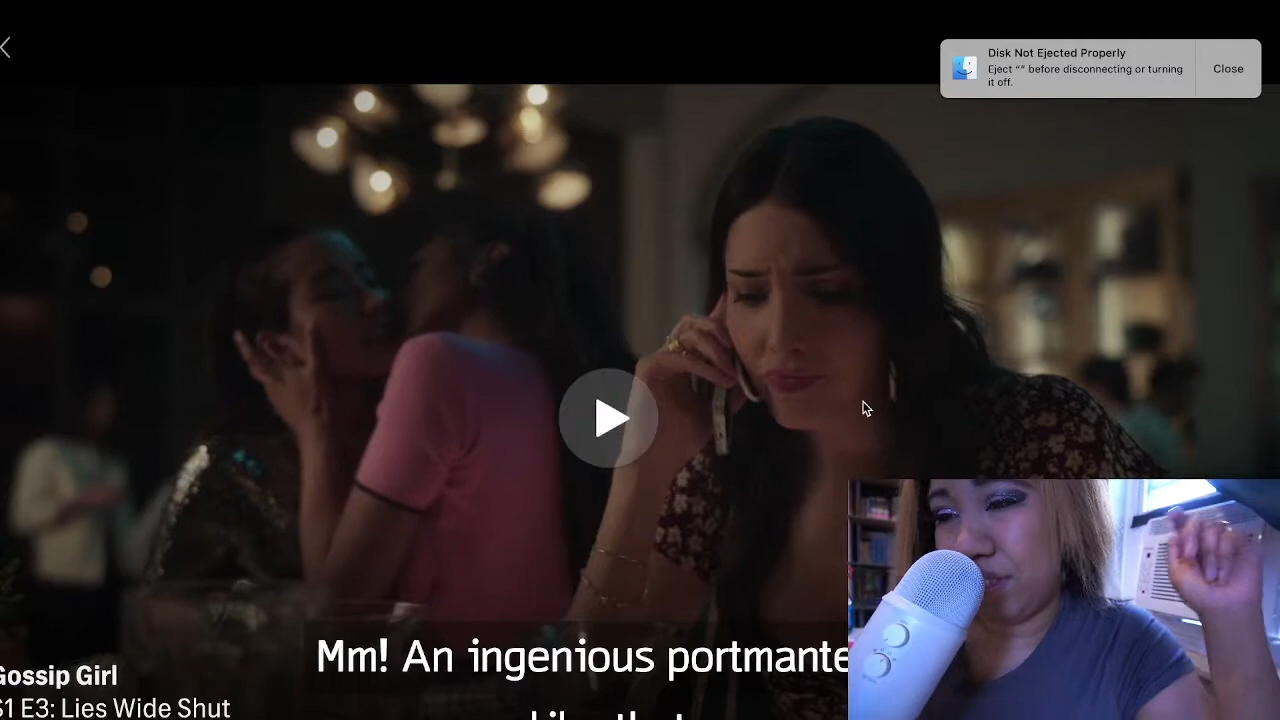 Disk Not Ejected Properly
Eject “” before disconnecting or turning
it off.
Close
Mm! An ingenious portmante
Gossip Girl
S1 E3: Lies Wide Shut